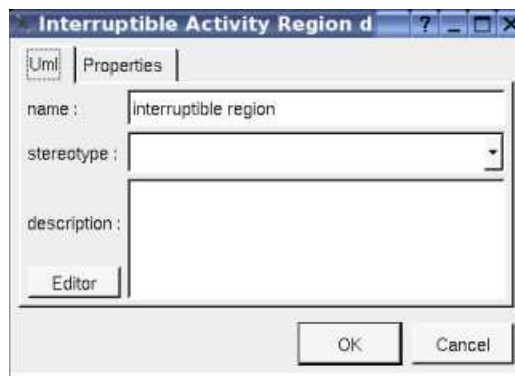 Interruptible Activity Region d
Uml Properties
name : interruptible region
stereotype :
description :
Editor
OK Cancel